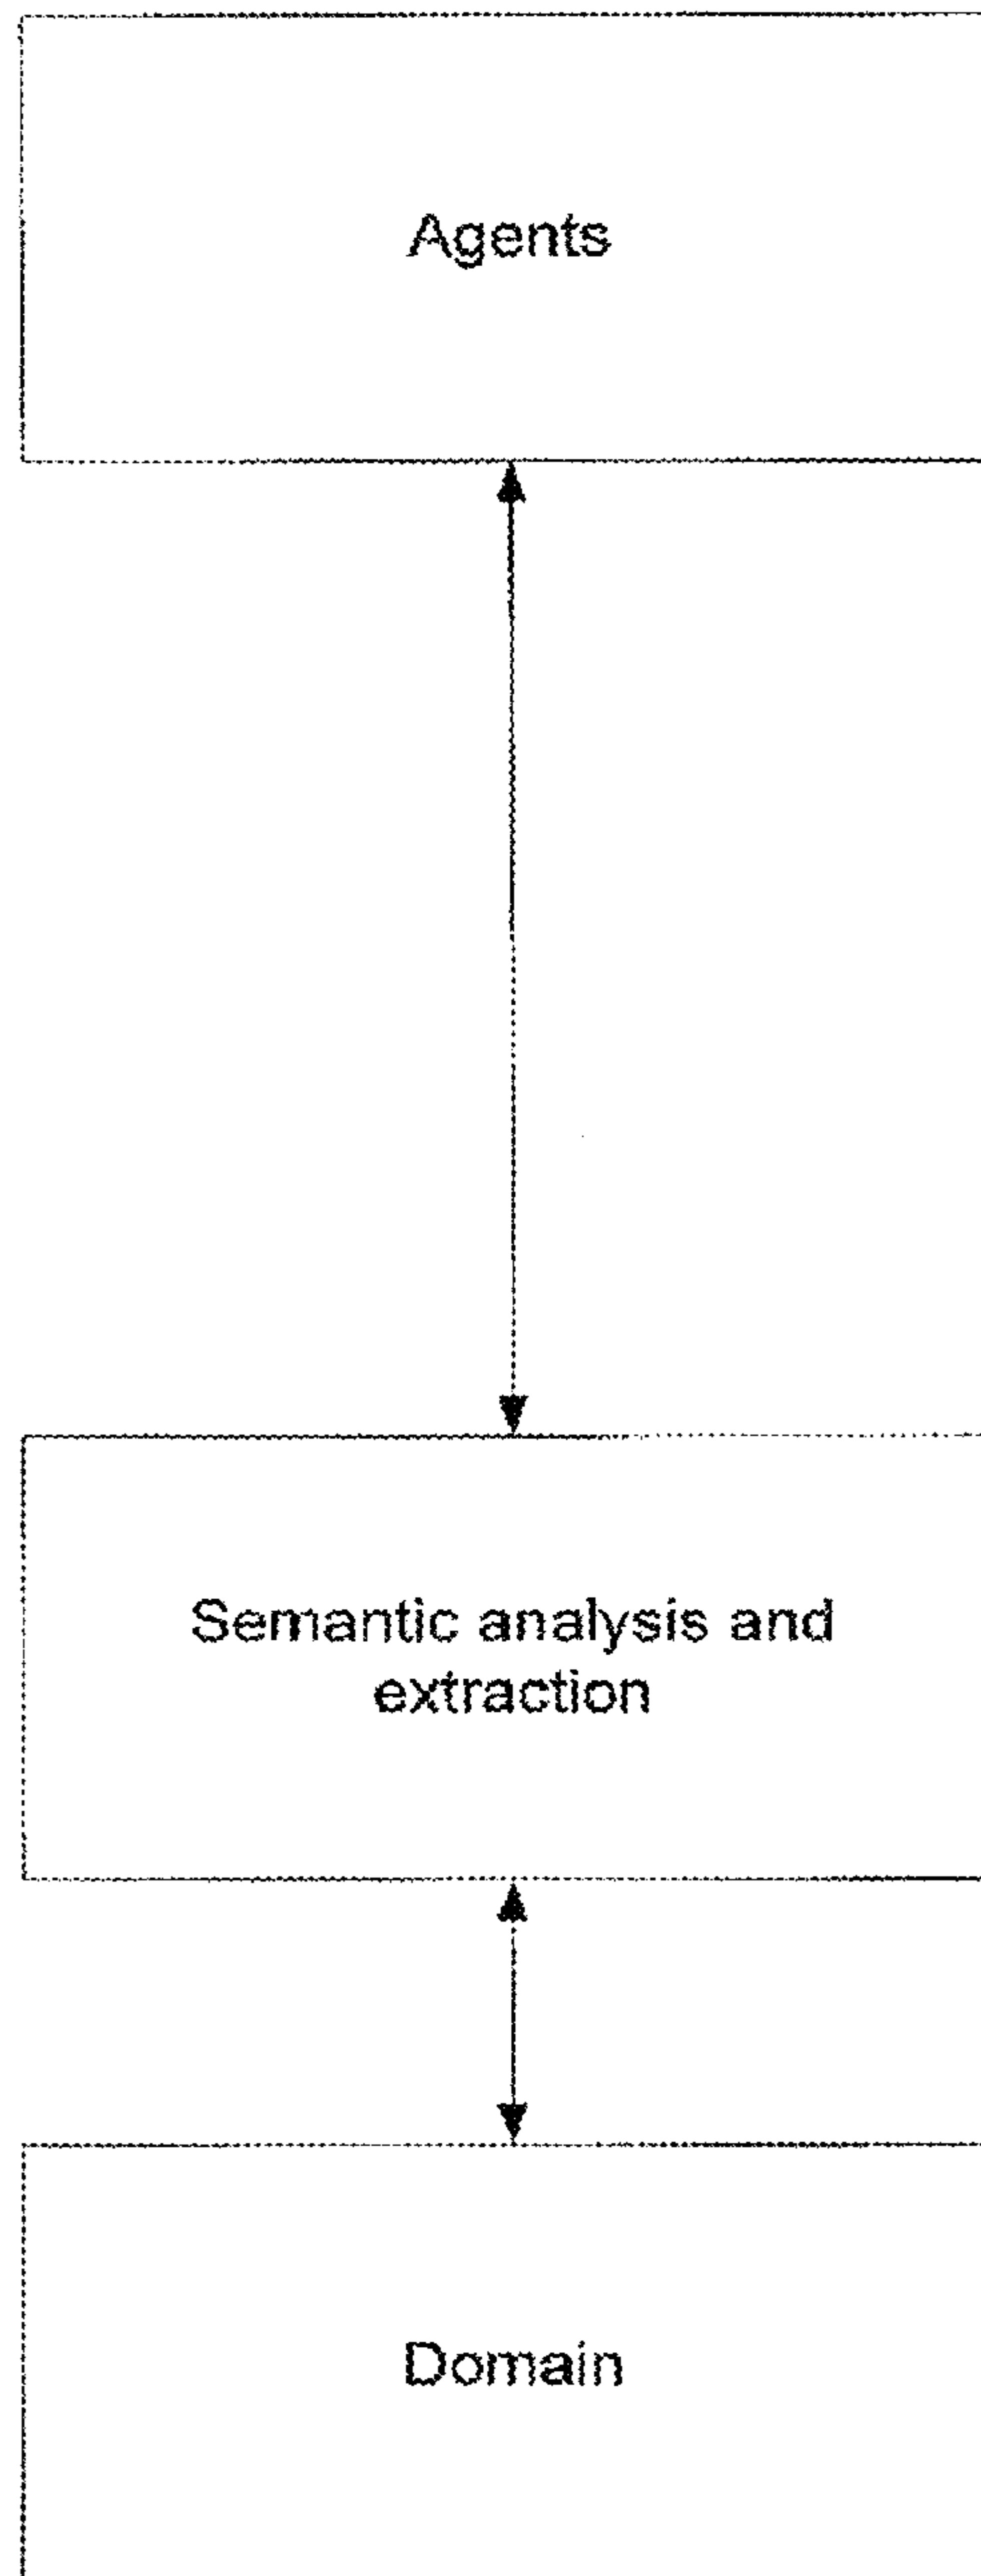 Agents
Semantic analysis and
extraction
Domain